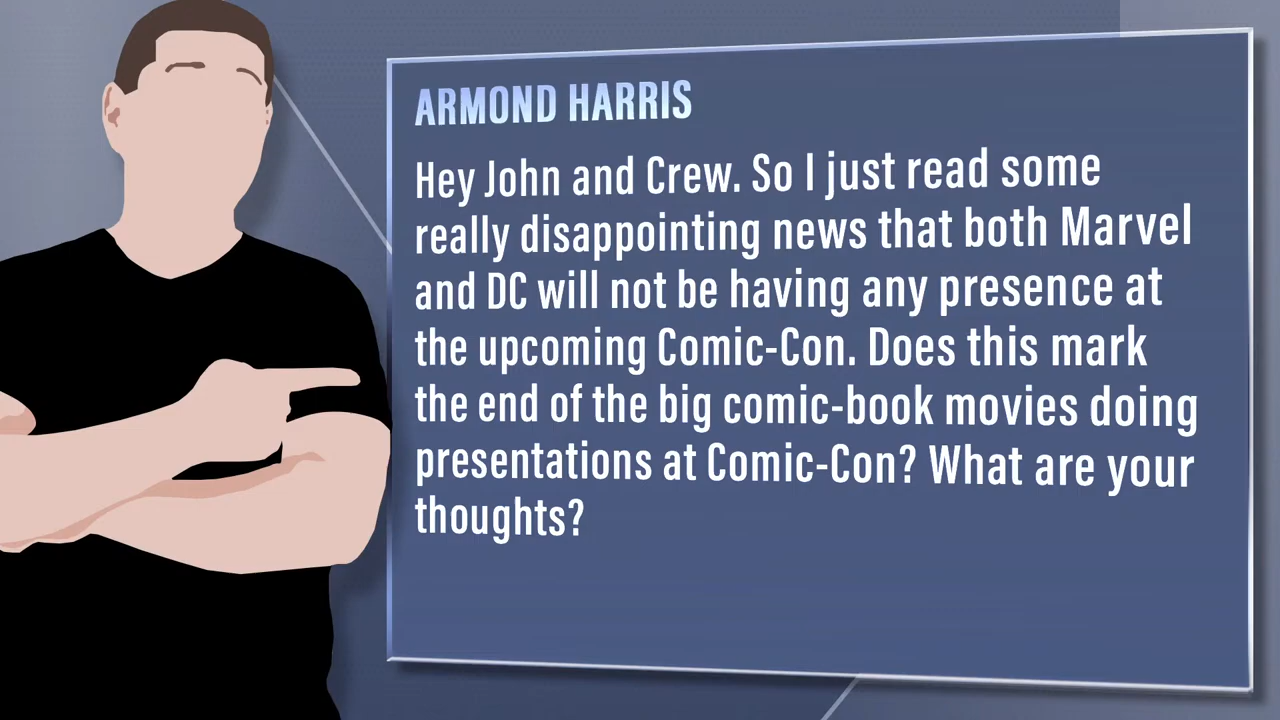 ARMOND HARRIS
Hey John and Crew. So I just read some
really disappointing news that both Marvel
and DC will not be having any presence at
the upcoming Comic-Con. Does this mark
the end of the big comic-book movies doing
presentations at Comic-Con? What are your
thoughts?